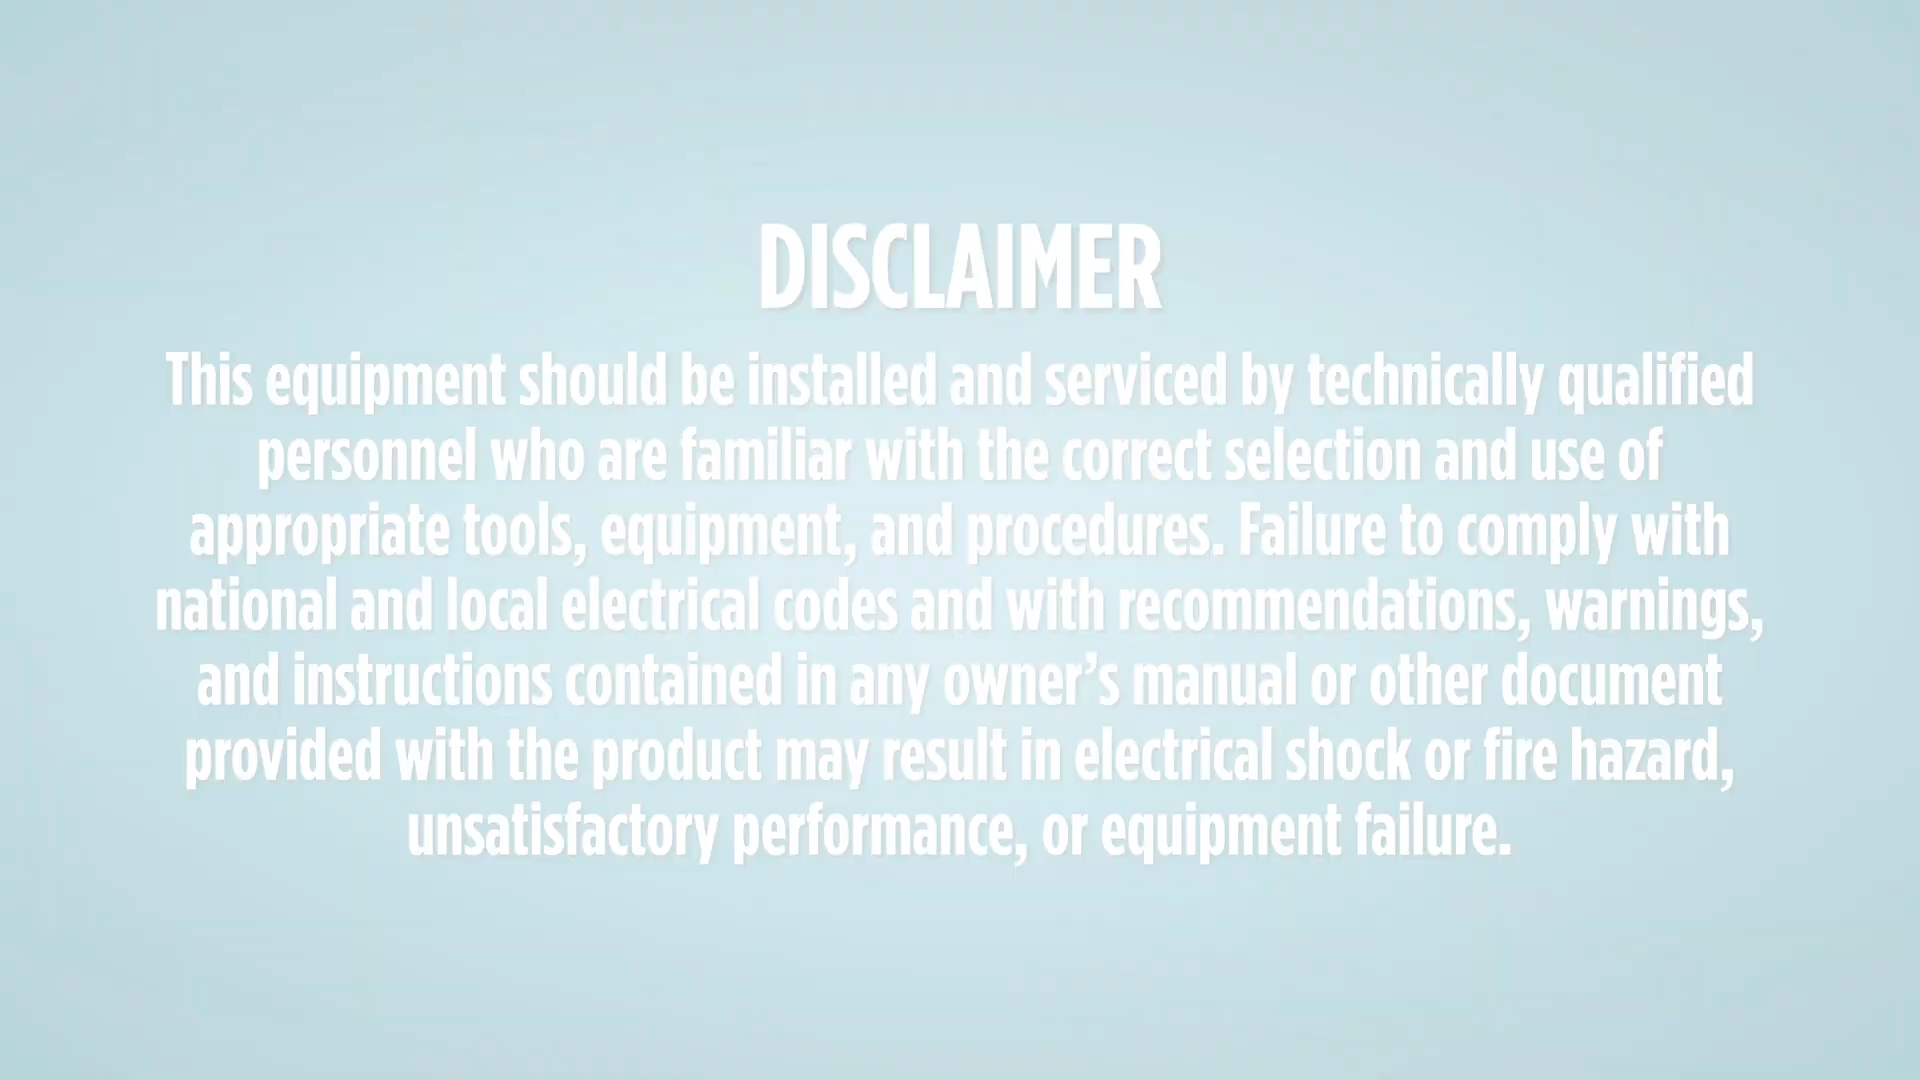 DISCLAIMER
This equipment should be installed and serviced by technically qualified
personnel who are familiar with the correct selection and use of
appropriate tools, equipment, and procedures. Failure to comply with
national and local electrical codes and with recommendations, warnings,
and instructions contained in any owner’s manual or other document
provided with the product may result in electrical shock or fire hazard,
unsatisfactory performance, or equipment failure.